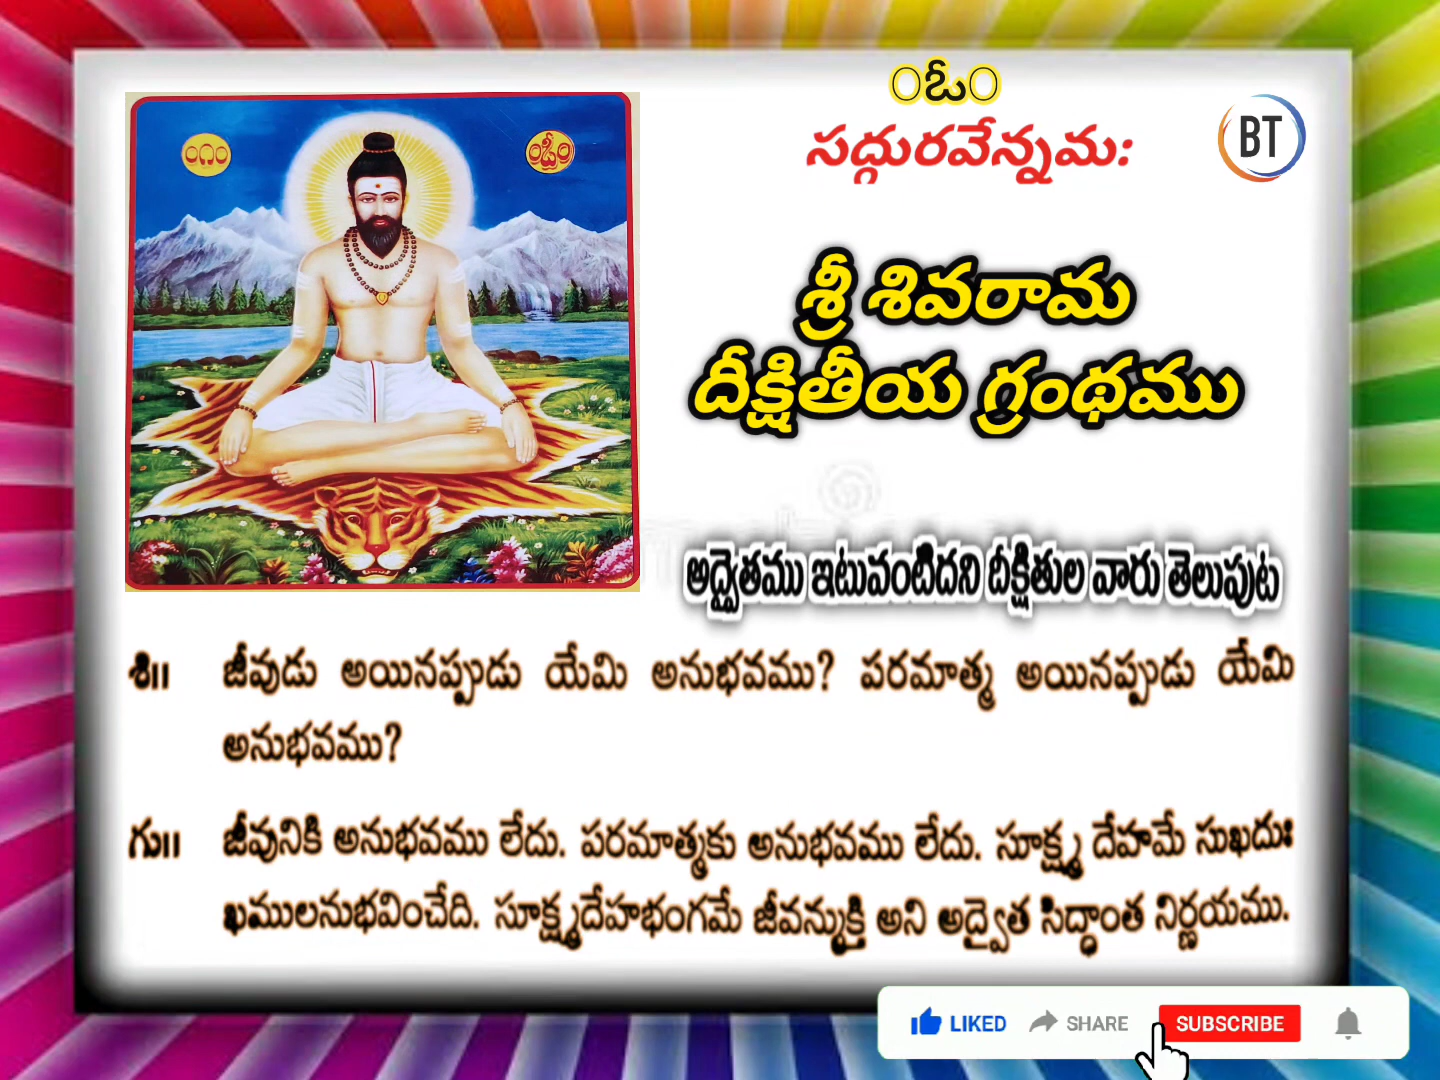 ంగం
ంఓం
ంఓం
సద్గురవేన్నమ:
BT
శ్రీ శివరామ
దీక్షితీయ గ్రంథము
అద్వైతము ఇటువంటిదని దీక్షితుల వారు తెలుపుట
శి॥ జీవుడు అయినప్పుడు యేమి అనుభవము? పరమాత్మ అయినప్పుడు యేమి
అనుభవము?
గు॥ జీవునికి అనుభవము లేదు. పరమాత్మకు అనుభవము లేదు. సూక్ష్మ దేహమే సుఖదుః
ఖములనుభవించేది. సూక్ష్మదేహభంగమే జీవన్ముక్తి అని అద్వైత సిద్ధాంత నిర్ణయము.
LIKED SHARE SUBSCRIBE